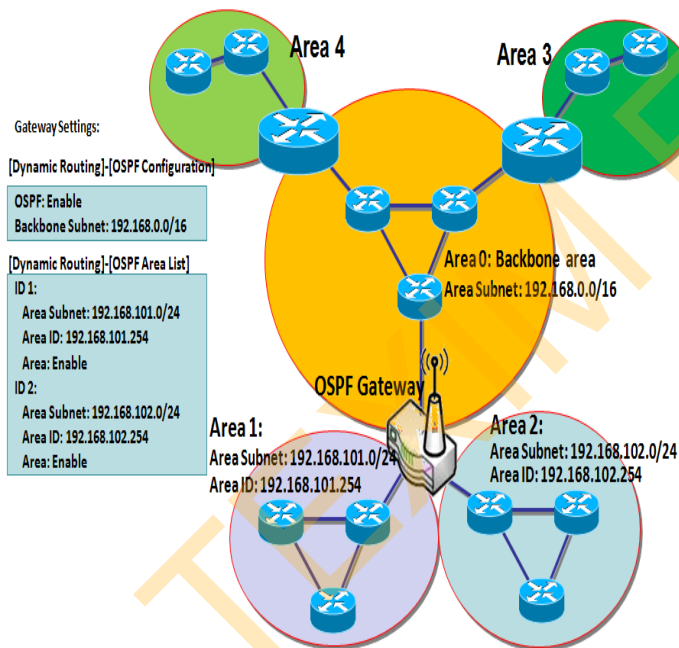 Area 4
Area 3
Gateway Settings:
[Dynamic Routing]-[OSPF Configuration]
OSPF: Enable
Backbone Subnet: 192.168.0.0/16
[Dynamic Routing]-[OSPF Area List]
ID 1:
Area Subnet: 192.168.101.0/24
Area ID: 192.168.101.254
Area: Enable
ID 2:
Area Subnet: 192.168.102.0/24
Area ID: 192.168.102.254
Area: Enable
Area 0: Backbone area
Area Subnet: 192.168.0.0/16
OSPF Gateway
Area 1:
Area Subnet: 192.168.101.0/24
Area ID: 192.168.101.254
Area 2:
Area Subnet: 192.168.102.0/24
Area ID: 192.168.102.254